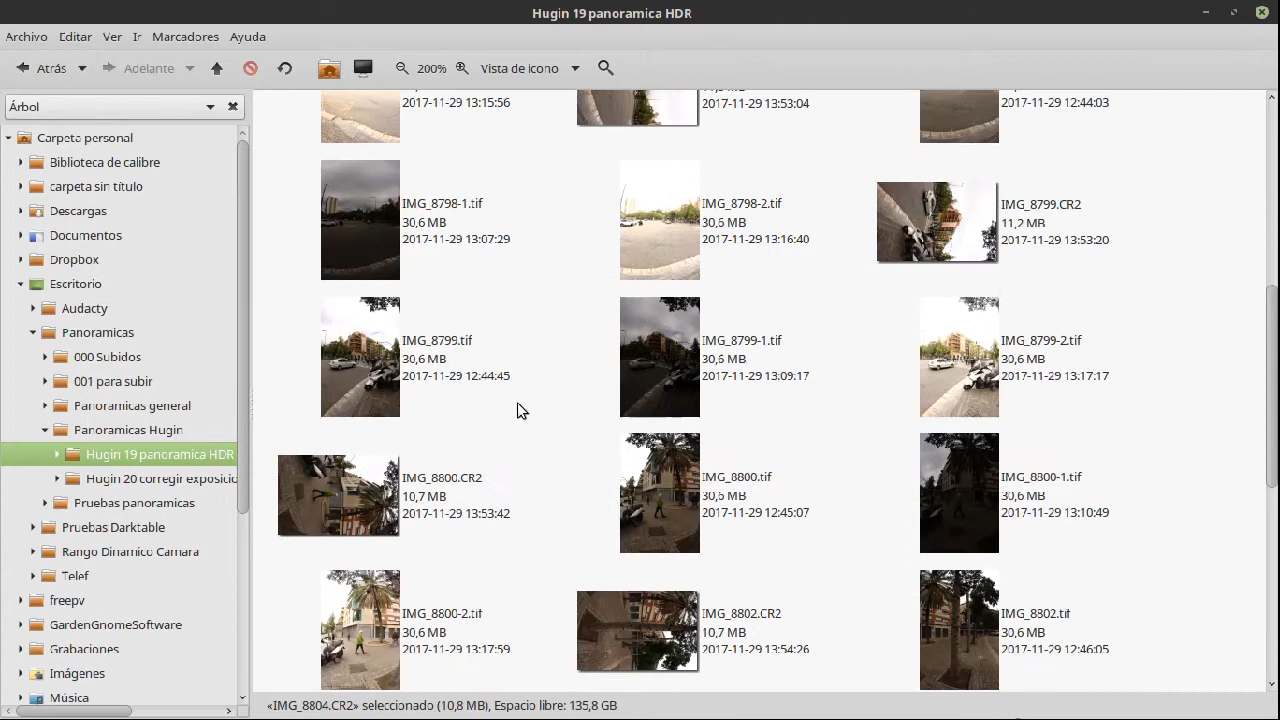 Hugin 19 panoramica HDR
Archivo Editar Ver Ir Marcadores Ayuda
Atrás Adelante 200% Vista de icono
Árbol
Carpeta personal
Biblioteca de calibre
carpeta sin título
Descargas
Documentos
Dropbox
Escritorio
Audacty
Panoramicas
000 Subidos
001 para subir
Panoramicas general
Panoramicas Hugin
Hugin 19 panoramica HDR
Hugin 20 corregir exposicio
Pruebas panoramicas
Pruebas Darktable
Rango Dinamico Camara
Telef
freepv
GardenGnomeSoftware
Grabaciones
Imágenes
Música
2017-11-29 13:15:56
2017-11-29 13:53:04
2017-11-29 12:44:03
IMG_8798-1.tif
30,6 MB
2017-11-29 13:07:29
IMG_8798-2.tif
30,6 MB
2017-11-29 13:16:40
IMG_8799.CR2
11,2 MB
2017-11-29 13:53:20
IMG_8799.tif
30,6 MB
2017-11-29 12:44:45
IMG_8799-1.tif
30,6 MB
2017-11-29 13:09:17
IMG_8799-2.tif
30,6 MB
2017-11-29 13:17:17
IMG_8800.CR2
10,7 MB
2017-11-29 13:53:42
IMG_8800.tif
30,6 MB
2017-11-29 12:45:07
IMG_8800-1.tif
30,6 MB
2017-11-29 13:10:49
IMG_8800-2.tif
30,6 MB
2017-11-29 13:17:59
IMG_8802.CR2
10,7 MB
2017-11-29 13:54:26
IMG_8802.tif
30,6 MB
2017-11-29 12:46:05
«IMG_8804.CR2» seleccionado (10,8 MB), Espacio libre: 135,8 GB